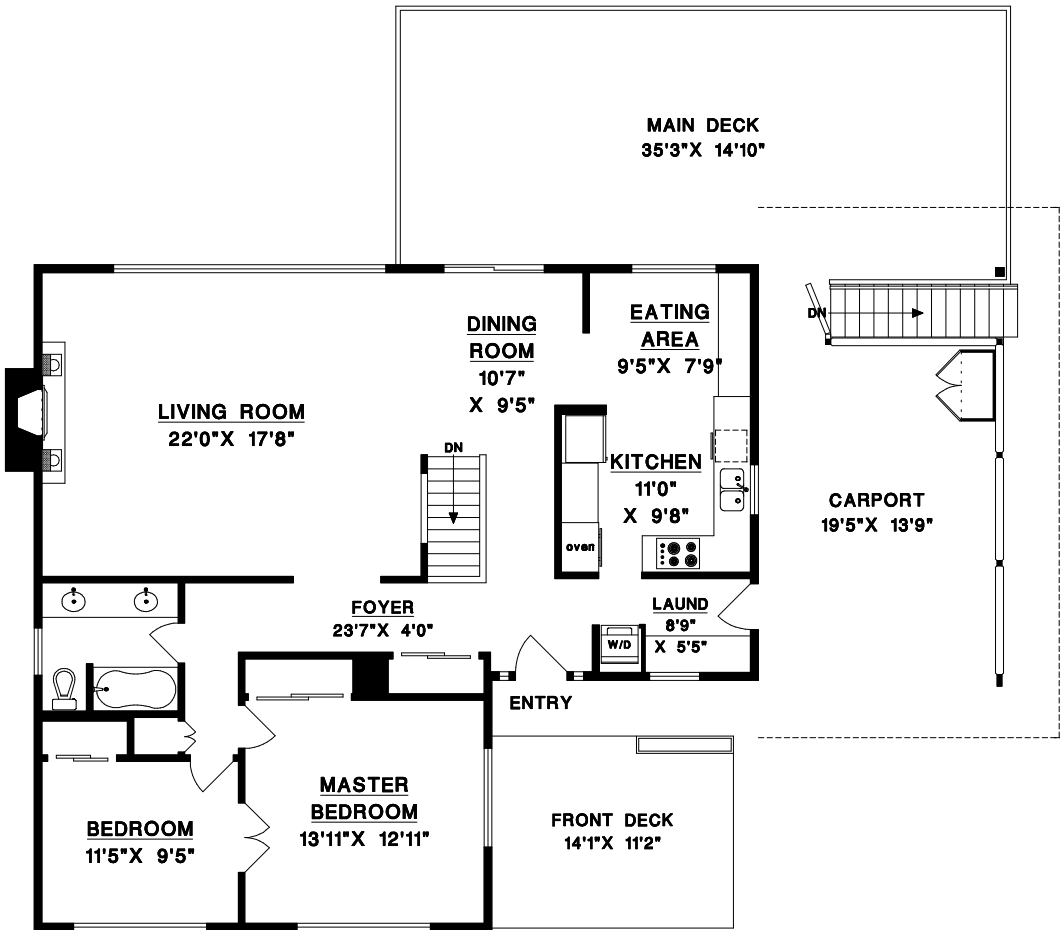 MAIN DECK
35'3"X 14'10"
DN
EATING
AREA
9'5"X 7'9"
DINING
ROOM
10'7"
X 9'5"
LIVING ROOM
22'0"X 17'8"
DN
KITCHEN
11'0"
X 9'8"
oven
CARPORT
19'5"X 13'9"
FOYER
23'7"X 4'0"
LAUND
8'9"
X 5'5"
W/D
ENTRY
MASTER
BEDROOM
13'11"X 12'11"
BEDROOM
11'5"X 9'5"
FRONT DECK
14'1"X 11'2"